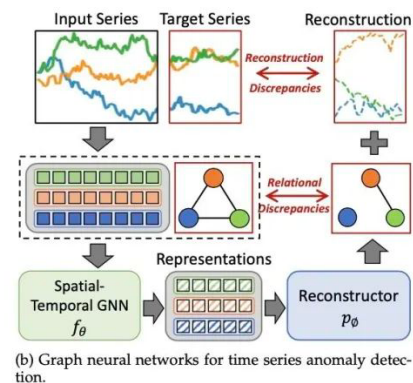 Input Series
Target Series
Reconstruction
Reconstruction
Discrepancies
Relational
Discrepancies
Representations
Spatial-
Temporal GNN
fθ
Reconstructor
pø
(b) Graph neural networks for time series anomaly detec-
tion.